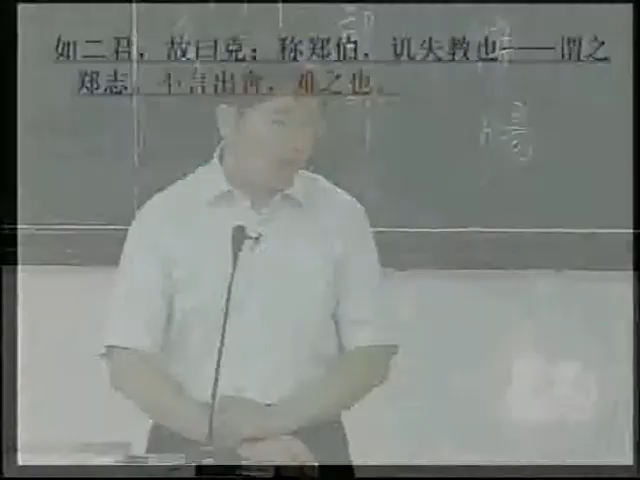 如二君，故曰克；称郑伯，讥失教也——谓之
郑志。不言出奔，难之也。